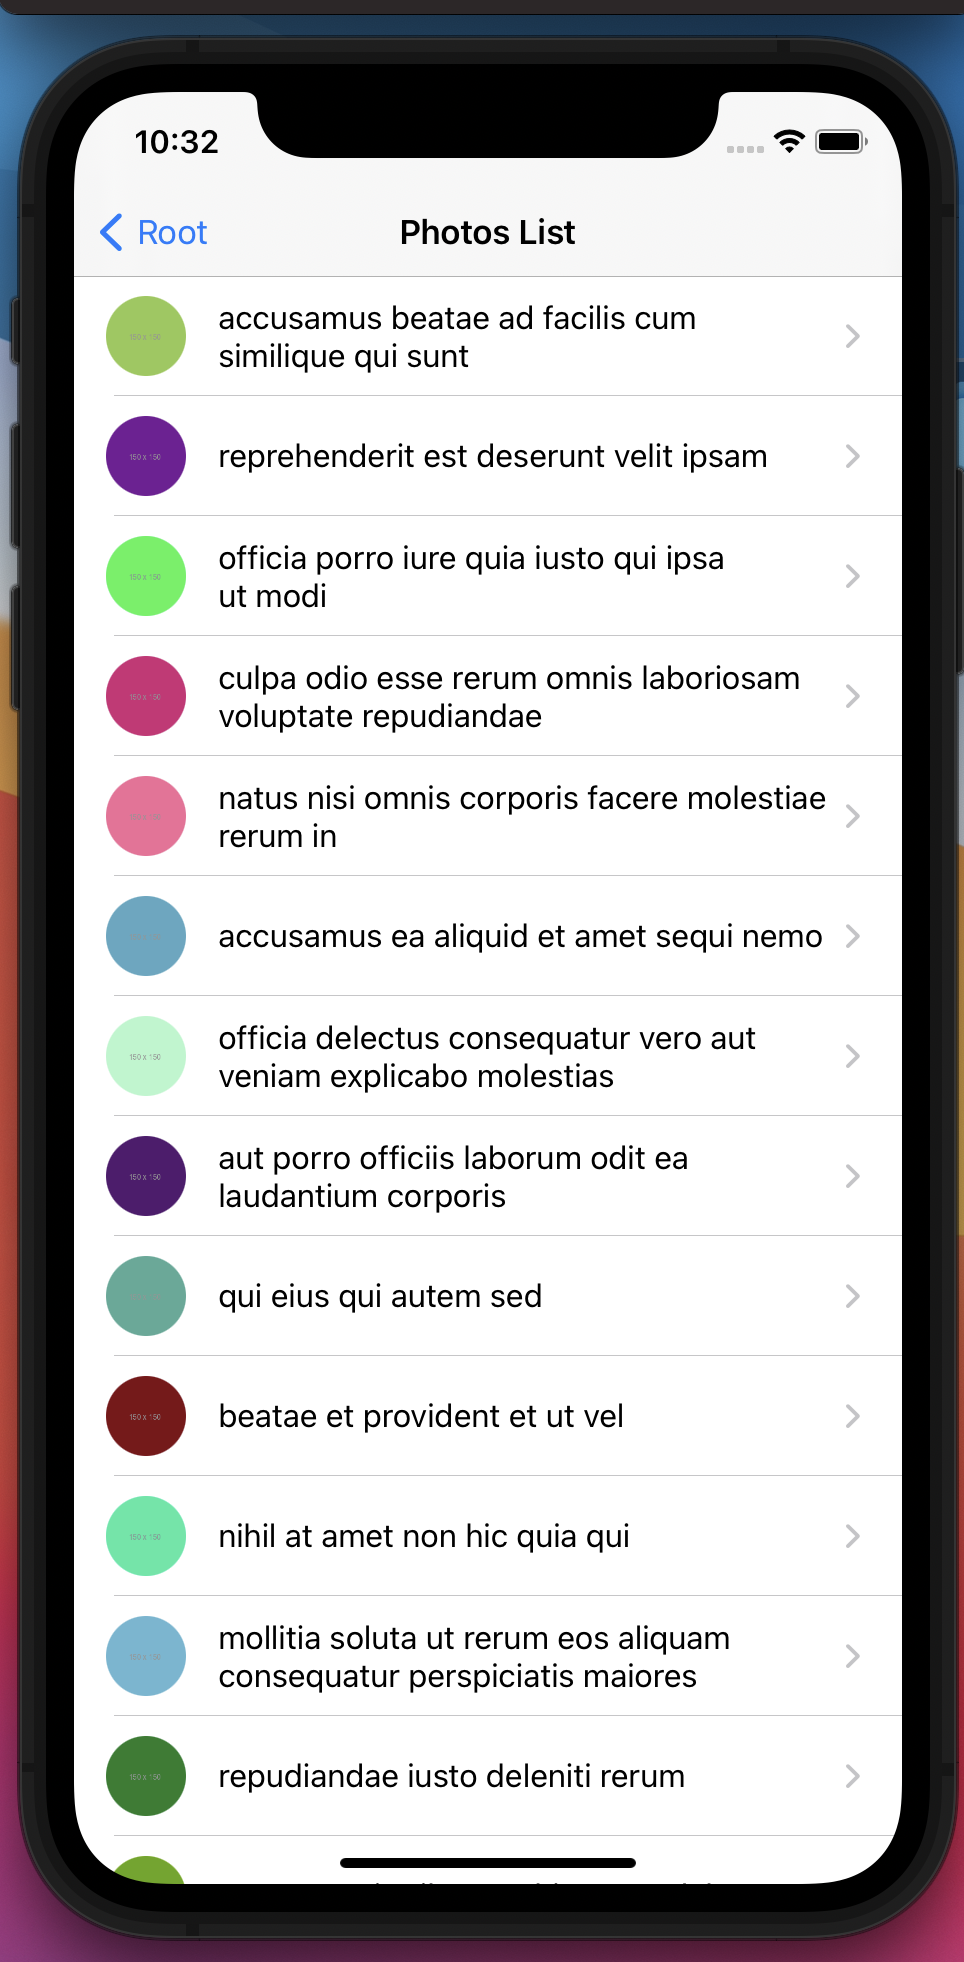 10:32
Root
Photos List
150 x 150
accusamus beatae ad facilis cum
similique qui sunt
150 x 150
reprehenderit est deserunt velit ipsam
150 x 150
officia porro iure quia iusto qui ipsa
ut modi
150 x 150
culpa odio esse rerum omnis laboriosam
voluptate repudiandae
natus nisi omnis corporis facere molestiae
rerum in
accusamus ea aliquid et amet sequi nemo
150 x 150
officia delectus consequatur vero aut
veniam explicabo molestias
150 x 150
aut porro officiis laborum odit ea
laudantium corporis
qui eius qui autem sed
150 x 150
beatae et provident et ut vel
150 x 150
nihil at amet non hic quia qui
150 x 150
mollitia soluta ut rerum eos aliquam
consequatur perspiciatis maiores
150 x 150
repudiandae iusto deleniti rerum